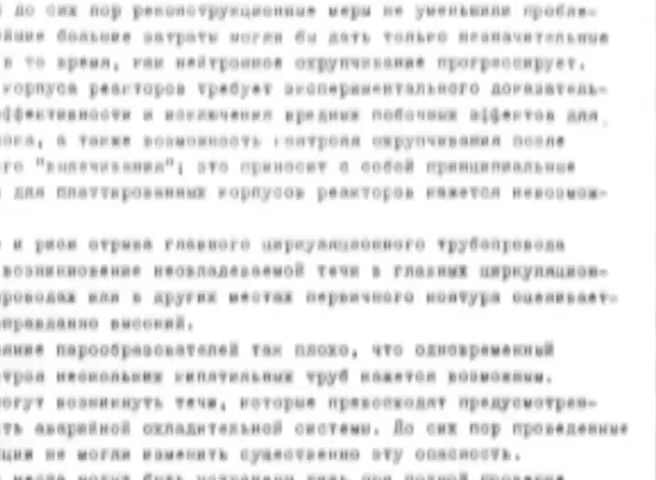 до сих пор реконструкционные меры не уменьшили пробле-
большие затраты могли бы дать только незначительные
в то время, как нейтронное охрупчивание прогрессирует.
корпуса реакторов требует экспериментального доказатель-
эффективности и исключения вредных побочных эффектов для
а также возможность контроля охрупчивания после
"вылечивания"; это приносит с собой принципиальные
для платтированных корпусов реакторов кажется невозмож-
и риск отрыва главного циркуляционного трубопровода
возникновение неовладеваемой течи в главных циркуляцион-
проводах или в других местах первичного контура оценивает-
оправданно высокий.
парообразователей так плохо, что одновременный
нескольких кипятильных труб кажется возможным.
могут возникнуть течи, которые превосходят предусмотрен-
аварийной охладительной системы. До сих пор проведенные
не могли изменить существенно эту опасность.